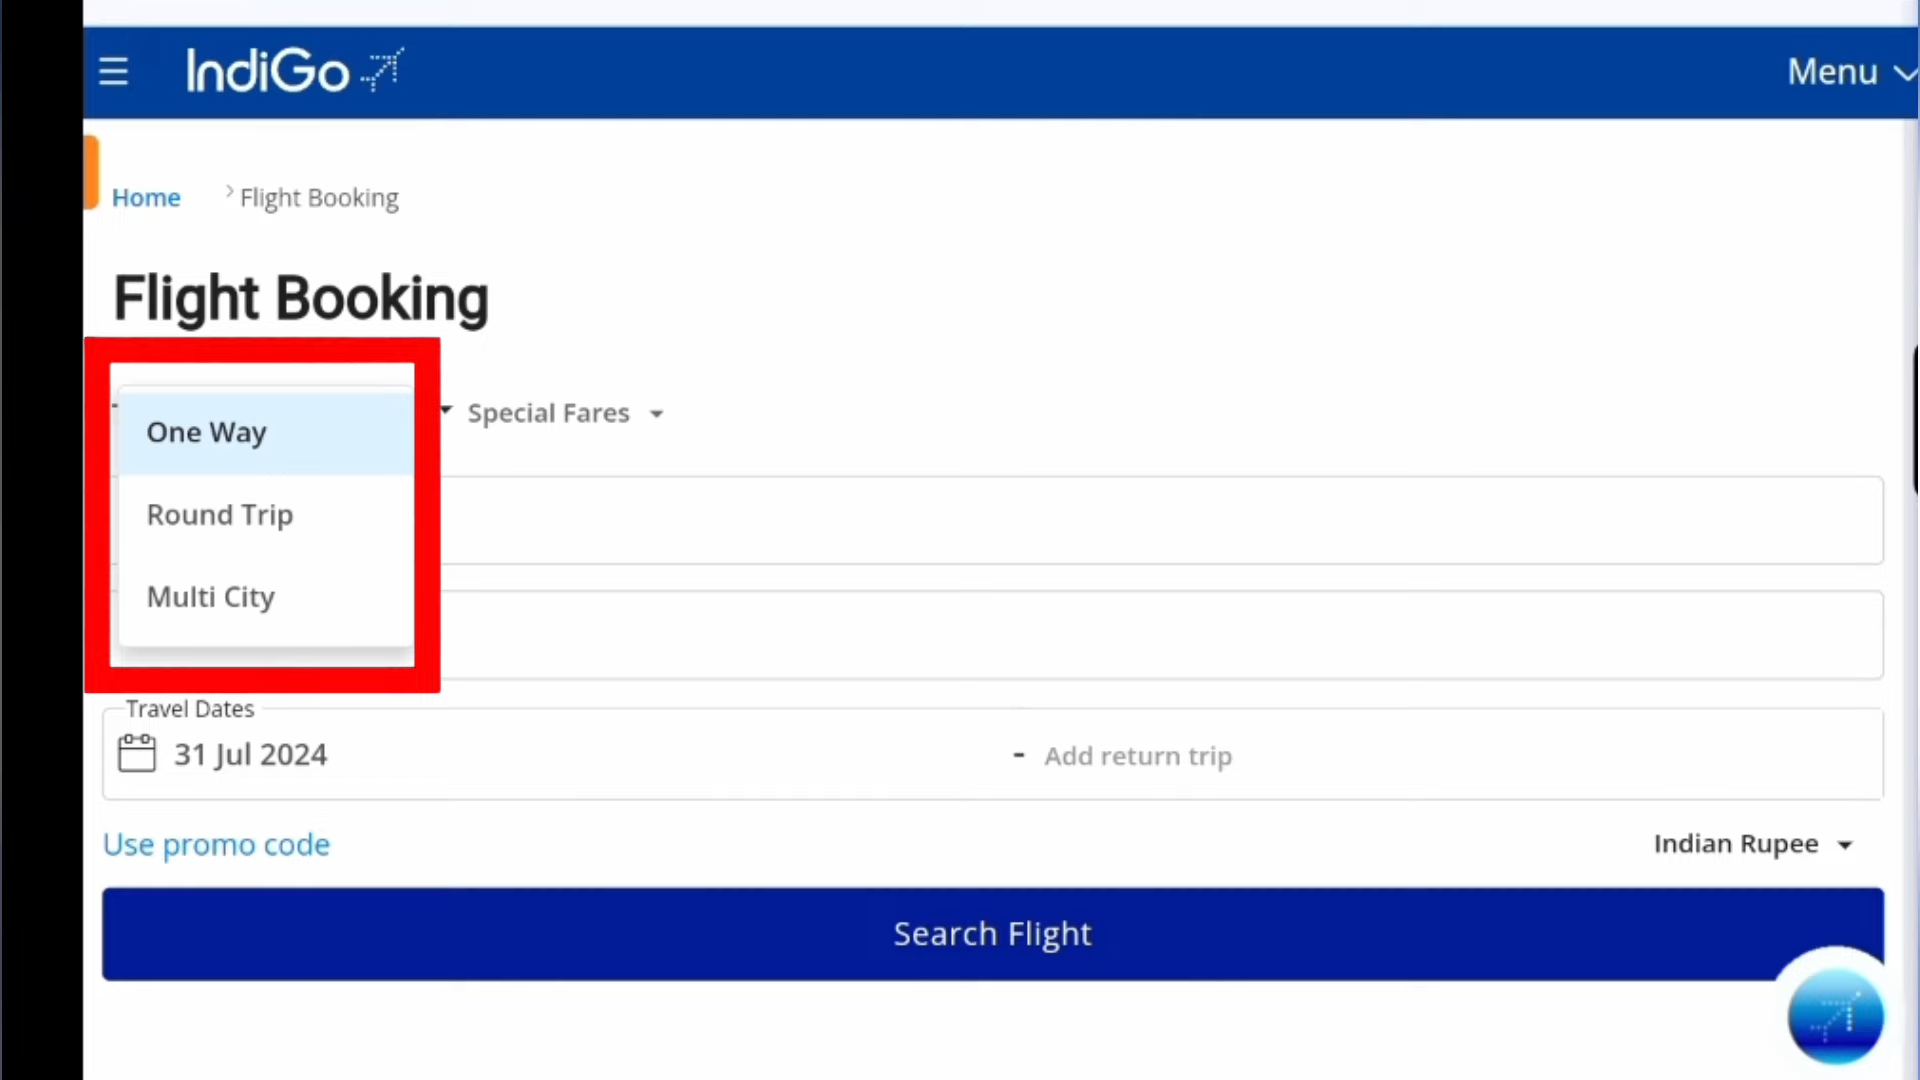 IndiGo
Menu
Home > Flight Booking
Flight Booking
One Way
Special Fares
Round Trip
Multi City
Travel Dates
31 Jul 2024 - Add return trip
Use promo code
Indian Rupee
Search Flight